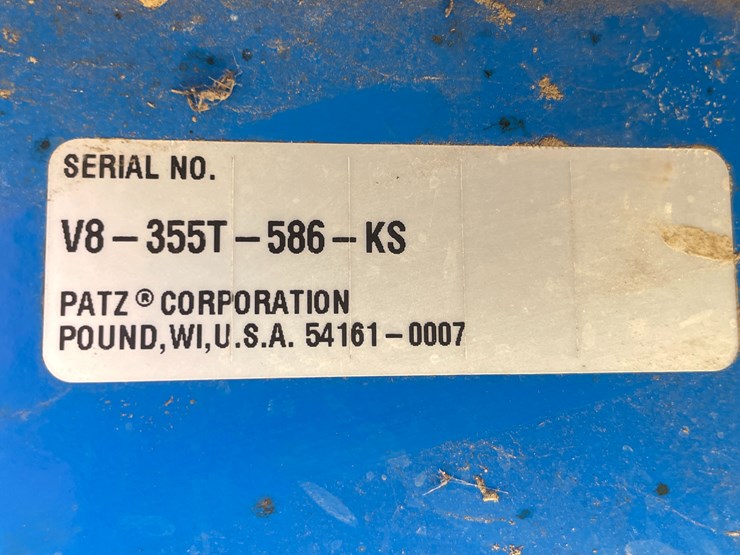 SERIAL NO.
V8-355T-586-KS
PATZ® CORPORATION
POUND,WI,U.S.A. 54161-0007